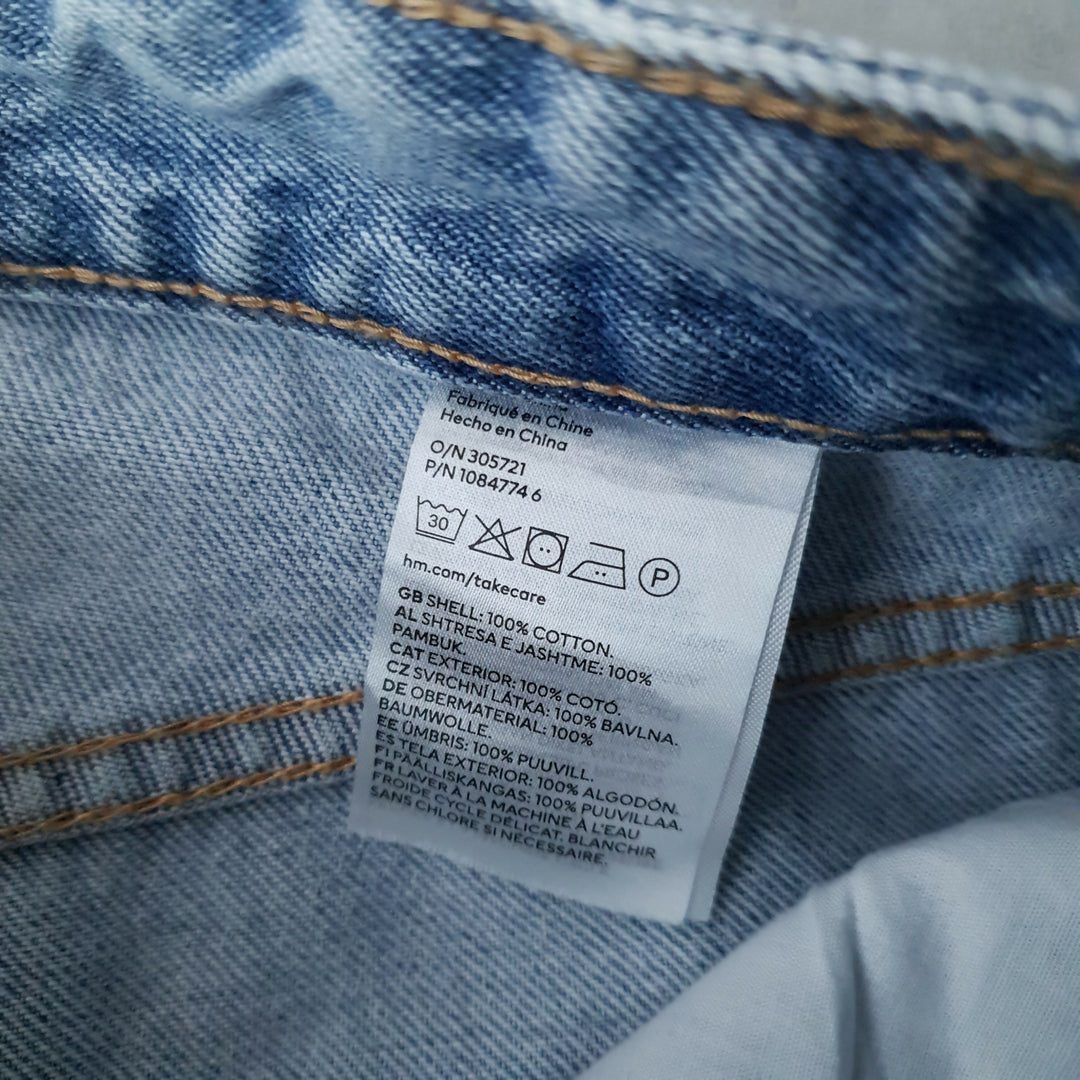 Fabriqué en Chine
Hecho en China
O/N 305721
P/N 1084774 6
30
P
hm.com/takecare
GB SHELL: 100% COTTON.
AL SHTRESA E JASHTME: 100%
PAMBUK.
CAT EXTERIOR: 100% COTÓ.
CZ SVRCHNÍ LÁTKA: 100% BAVLNA.
DE OBERMATERIAL: 100%
BAUMWOLLE.
EE ÜMBRIS: 100% PUUVILL.
ES TELA EXTERIOR: 100% ALGODÓN.
FI PÄÄLLISKANGAS: 100% PUUVILLAA.
FR LAVER À LA MACHINE À L'EAU
FROIDE CYCLE DÉLICAT. BLANCHIR
SANS CHLORE SI NÉCESSAIRE.